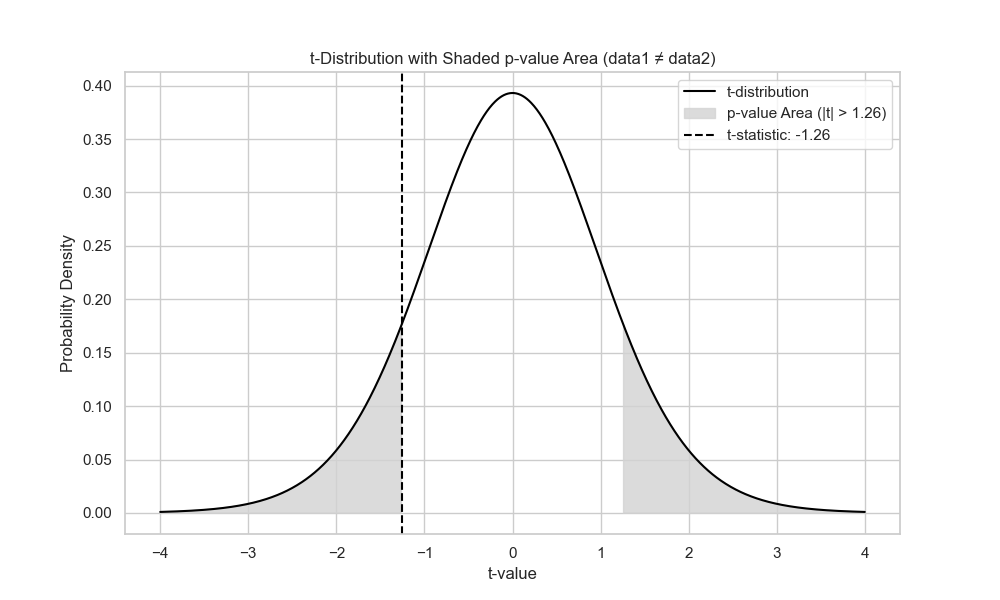 t-Distribution with Shaded p-value Area (data1 ≠ data2)
t-distribution
p-value Area (|t| > 1.26)
t-statistic: -1.26
Probability Density
0.40
0.35
0.30
0.25
0.20
0.15
0.10
0.05
0.00
−4 −3 −2 −1 0 1 2 3 4
t-value